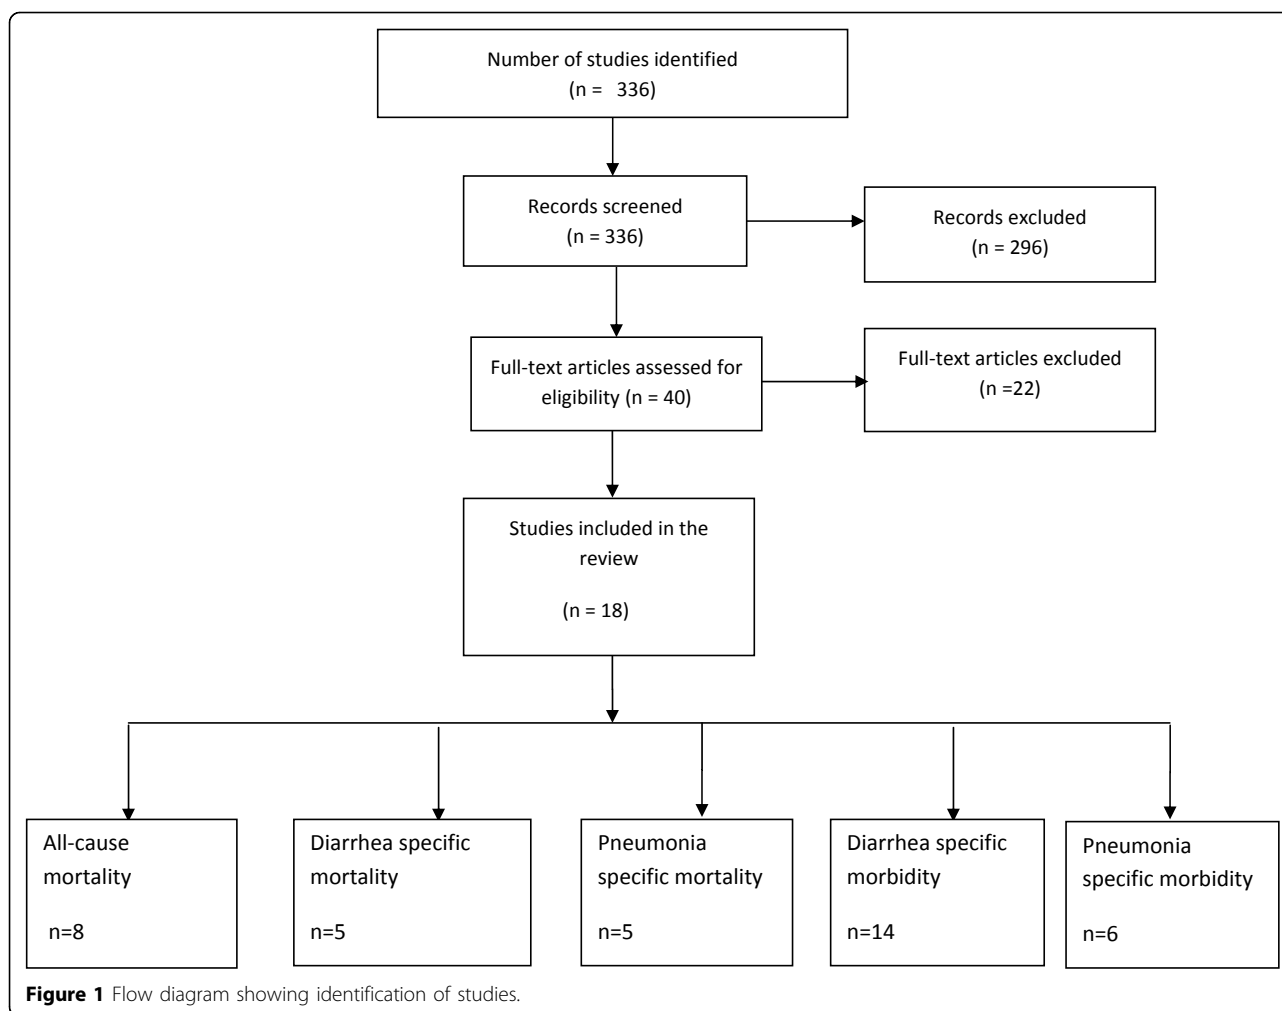 Number of studies identified
(n = 336)
Records screened
(n = 336)
Records excluded
(n = 296)
Full-text articles assessed for
eligibility (n = 40)
Full-text articles excluded
(n =22)
Studies included in the
review
(n = 18)
All-cause
mortality
n=8
Diarrhea specific
mortality
n=5
Pneumonia
specific mortality
n=5
Diarrhea specific
morbidity
n=14
Pneumonia
specific morbidity
n=6
Figure 1 Flow diagram showing identification of studies.